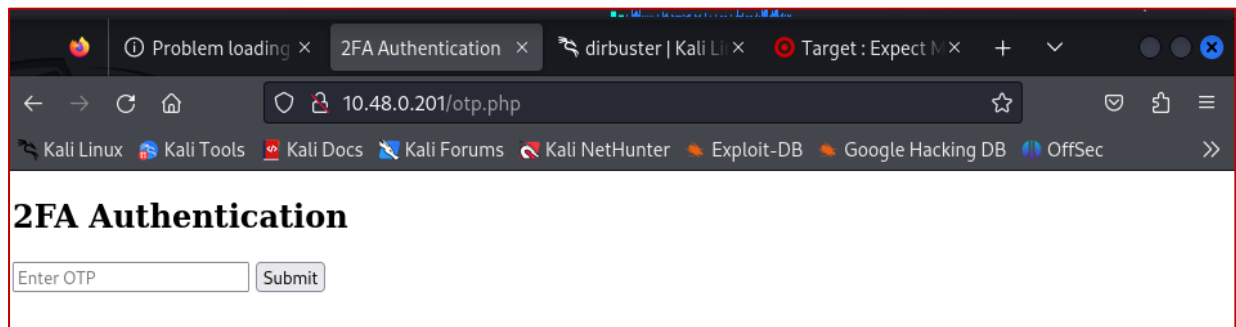 Problem loading
2FA Authentication
dirbuster | Kali Li
Target : Expect M
10.48.0.201/otp.php
Kali Linux Kali Tools Kali Docs Kali Forums Kali NetHunter Exploit-DB Google Hacking DB OffSec
2FA Authentication
Enter OTP Submit